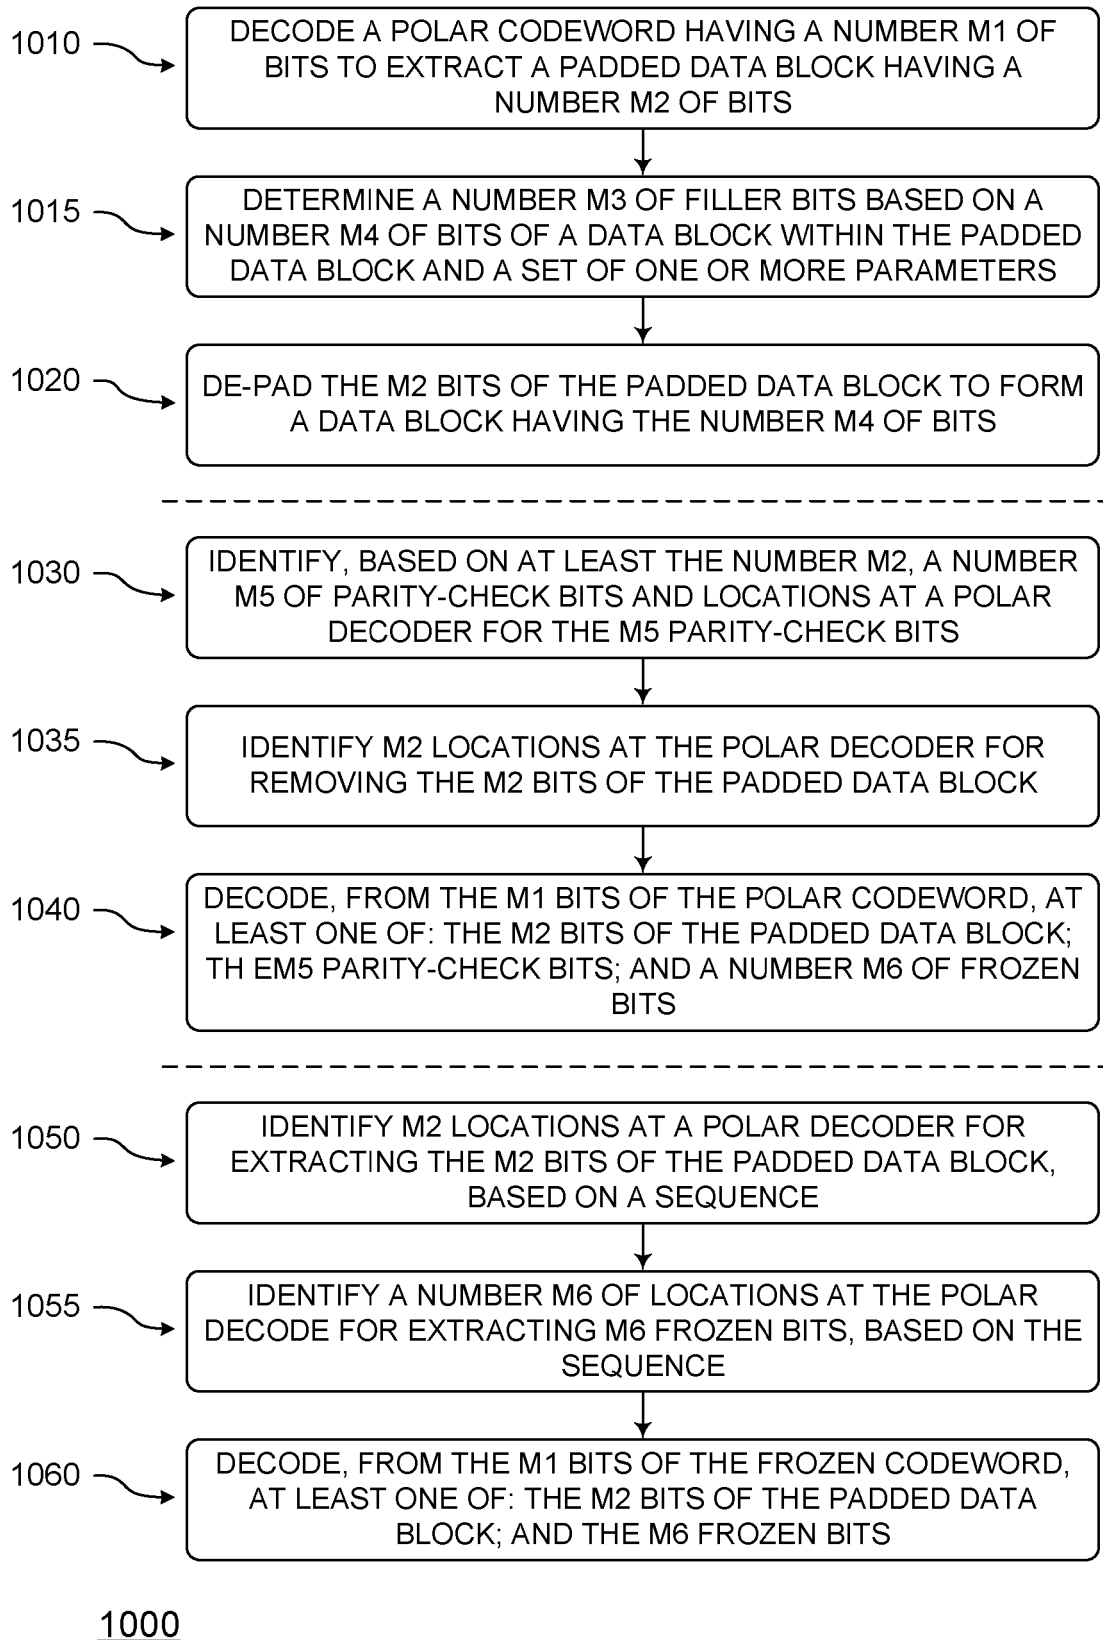 1010
DECODE A POLAR CODEWORD HAVING A NUMBER M1 OF
BITS TO EXTRACT A PADDED DATA BLOCK HAVING A
NUMBER M2 OF BITS
1015
DETERMINE A NUMBER M3 OF FILLER BITS BASED ON A
NUMBER M4 OF BITS OF A DATA BLOCK WITHIN THE PADDED
DATA BLOCK AND A SET OF ONE OR MORE PARAMETERS
1020
DE-PAD THE M2 BITS OF THE PADDED DATA BLOCK TO FORM
A DATA BLOCK HAVING THE NUMBER M4 OF BITS
1030
IDENTIFY, BASED ON AT LEAST THE NUMBER M2, A NUMBER
M5 OF PARITY-CHECK BITS AND LOCATIONS AT A POLAR
DECODER FOR THE M5 PARITY-CHECK BITS
1035
IDENTIFY M2 LOCATIONS AT THE POLAR DECODER FOR
REMOVING THE M2 BITS OF THE PADDED DATA BLOCK
1040
DECODE, FROM THE M1 BITS OF THE POLAR CODEWORD, AT
LEAST ONE OF: THE M2 BITS OF THE PADDED DATA BLOCK;
TH EM5 PARITY-CHECK BITS; AND A NUMBER M6 OF FROZEN
BITS
1050
IDENTIFY M2 LOCATIONS AT A POLAR DECODER FOR
EXTRACTING THE M2 BITS OF THE PADDED DATA BLOCK,
BASED ON A SEQUENCE
1055
IDENTIFY A NUMBER M6 OF LOCATIONS AT THE POLAR
DECODE FOR EXTRACTING M6 FROZEN BITS, BASED ON THE
SEQUENCE
1060
DECODE, FROM THE M1 BITS OF THE FROZEN CODEWORD,
AT LEAST ONE OF: THE M2 BITS OF THE PADDED DATA
BLOCK; AND THE M6 FROZEN BITS
1000